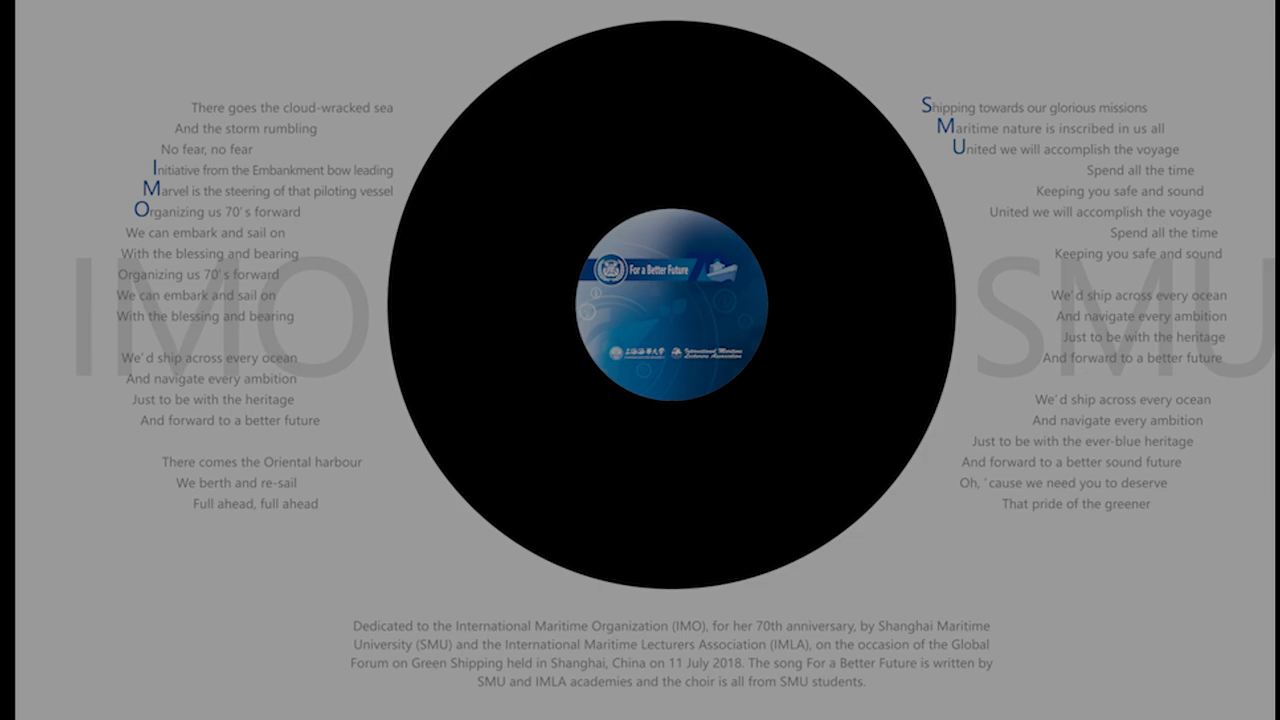 There goes the cloud-wracked sea
And the storm rumbling
No fear, no fear
Initiative from the Embankment bow leading
Marvel is the steering of that piloting vessel
Organizing us 70's forward
We can embark and sail on
With the blessing and bearing
Organizing us 70's forward
We can embark and sail on
With the blessing and bearing
We'd ship across every ocean
And navigate every ambition
Just to be with the heritage
And forward to a better future
There comes the Oriental harbour
We berth and re-sail
Full ahead, full ahead
IMO
For a Better Future
上海海事大学
International Maritime
Lecturers Association
Shipping towards our glorious missions
Maritime nature is inscribed in us all
United we will accomplish the voyage
Spend all the time
Keeping you safe and sound
United we will accomplish the voyage
Spend all the time
Keeping you safe and sound
We'd ship across every ocean
And navigate every ambition
Just to be with the heritage
And forward to a better future
We'd ship across every ocean
And navigate every ambition
Just to be with the ever-blue heritage
And forward to a better sound future
Oh, 'cause we need you to deserve
That pride of the greener
SMU
Dedicated to the International Maritime Organization (IMO), for her 70th anniversary, by Shanghai Maritime
University (SMU) and the International Maritime Lecturers Association (IMLA), on the occasion of the Global
Forum on Green Shipping held in Shanghai, China on 11 July 2018. The song For a Better Future is written by
SMU and IMLA academies and the choir is all from SMU students.